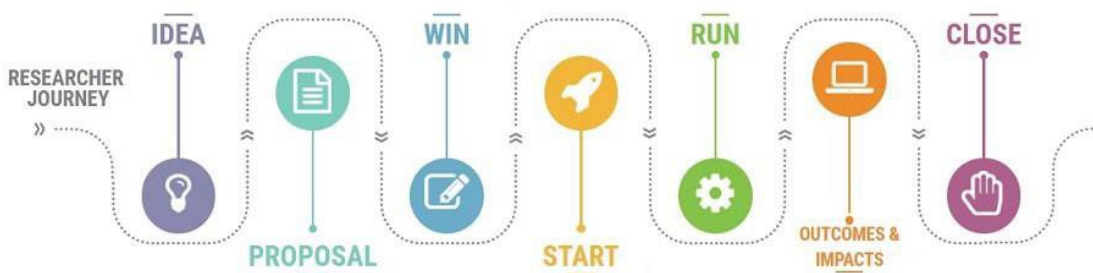 RESEARCHER
JOURNEY
IDEA
PROPOSAL
WIN
START
RUN
OUTCOMES &
IMPACTS
CLOSE